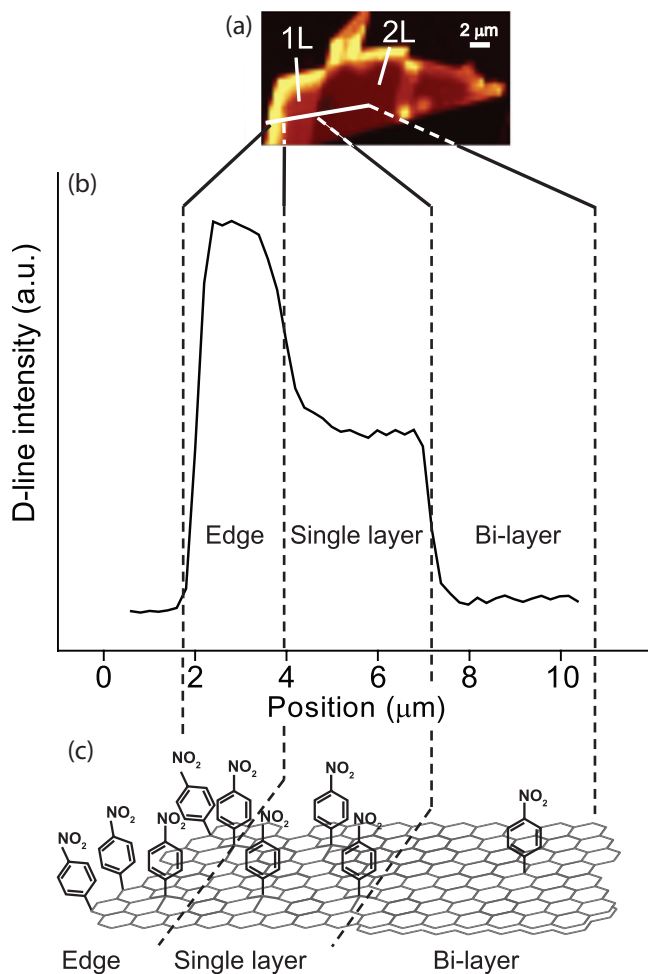 (a)
1L
2L
2 μm
(b)
D-line intensity (a.u.)
Edge
Single layer
Bi-layer
0
2
4
6
8
10
Position (μm)
(c)
NO2
NO2
NO2
NO2
NO2
NO2
NO2
NO2
NO2
Edge
Single layer
Bi-layer